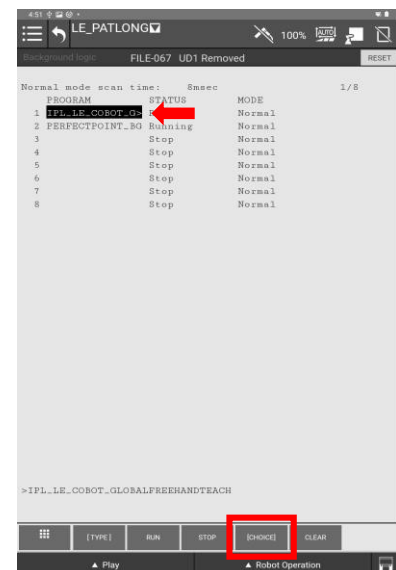 4:51
LE_PATLONG
100%
AUTO
Background logic FILE-067 UD1 Removed RESET
Normal mode scan time: 8msec 1/8
PROGRAM STATUS MODE
1 IPL_LE_COBOT_G> Normal
2 PERFECTPOINT_BG Running Normal
3 Stop Normal
4 Stop Normal
5 Stop Normal
6 Stop Normal
7 Stop Normal
8 Stop Normal
>IPL_LE_COBOT_GLOBALFREEHANDTEACH
[TYPE] RUN STOP [CHOICE] CLEAR
▲ Play ▲ Robot Operation